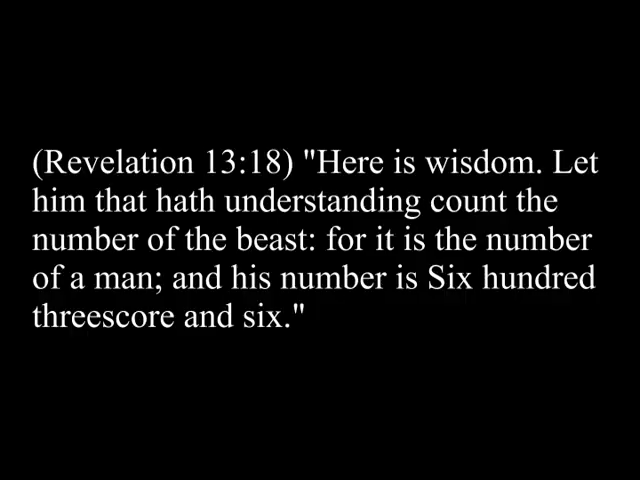 (Revelation 13:18) "Here is wisdom. Let
him that hath understanding count the
number of the beast: for it is the number
of a man; and his number is Six hundred
threescore and six."